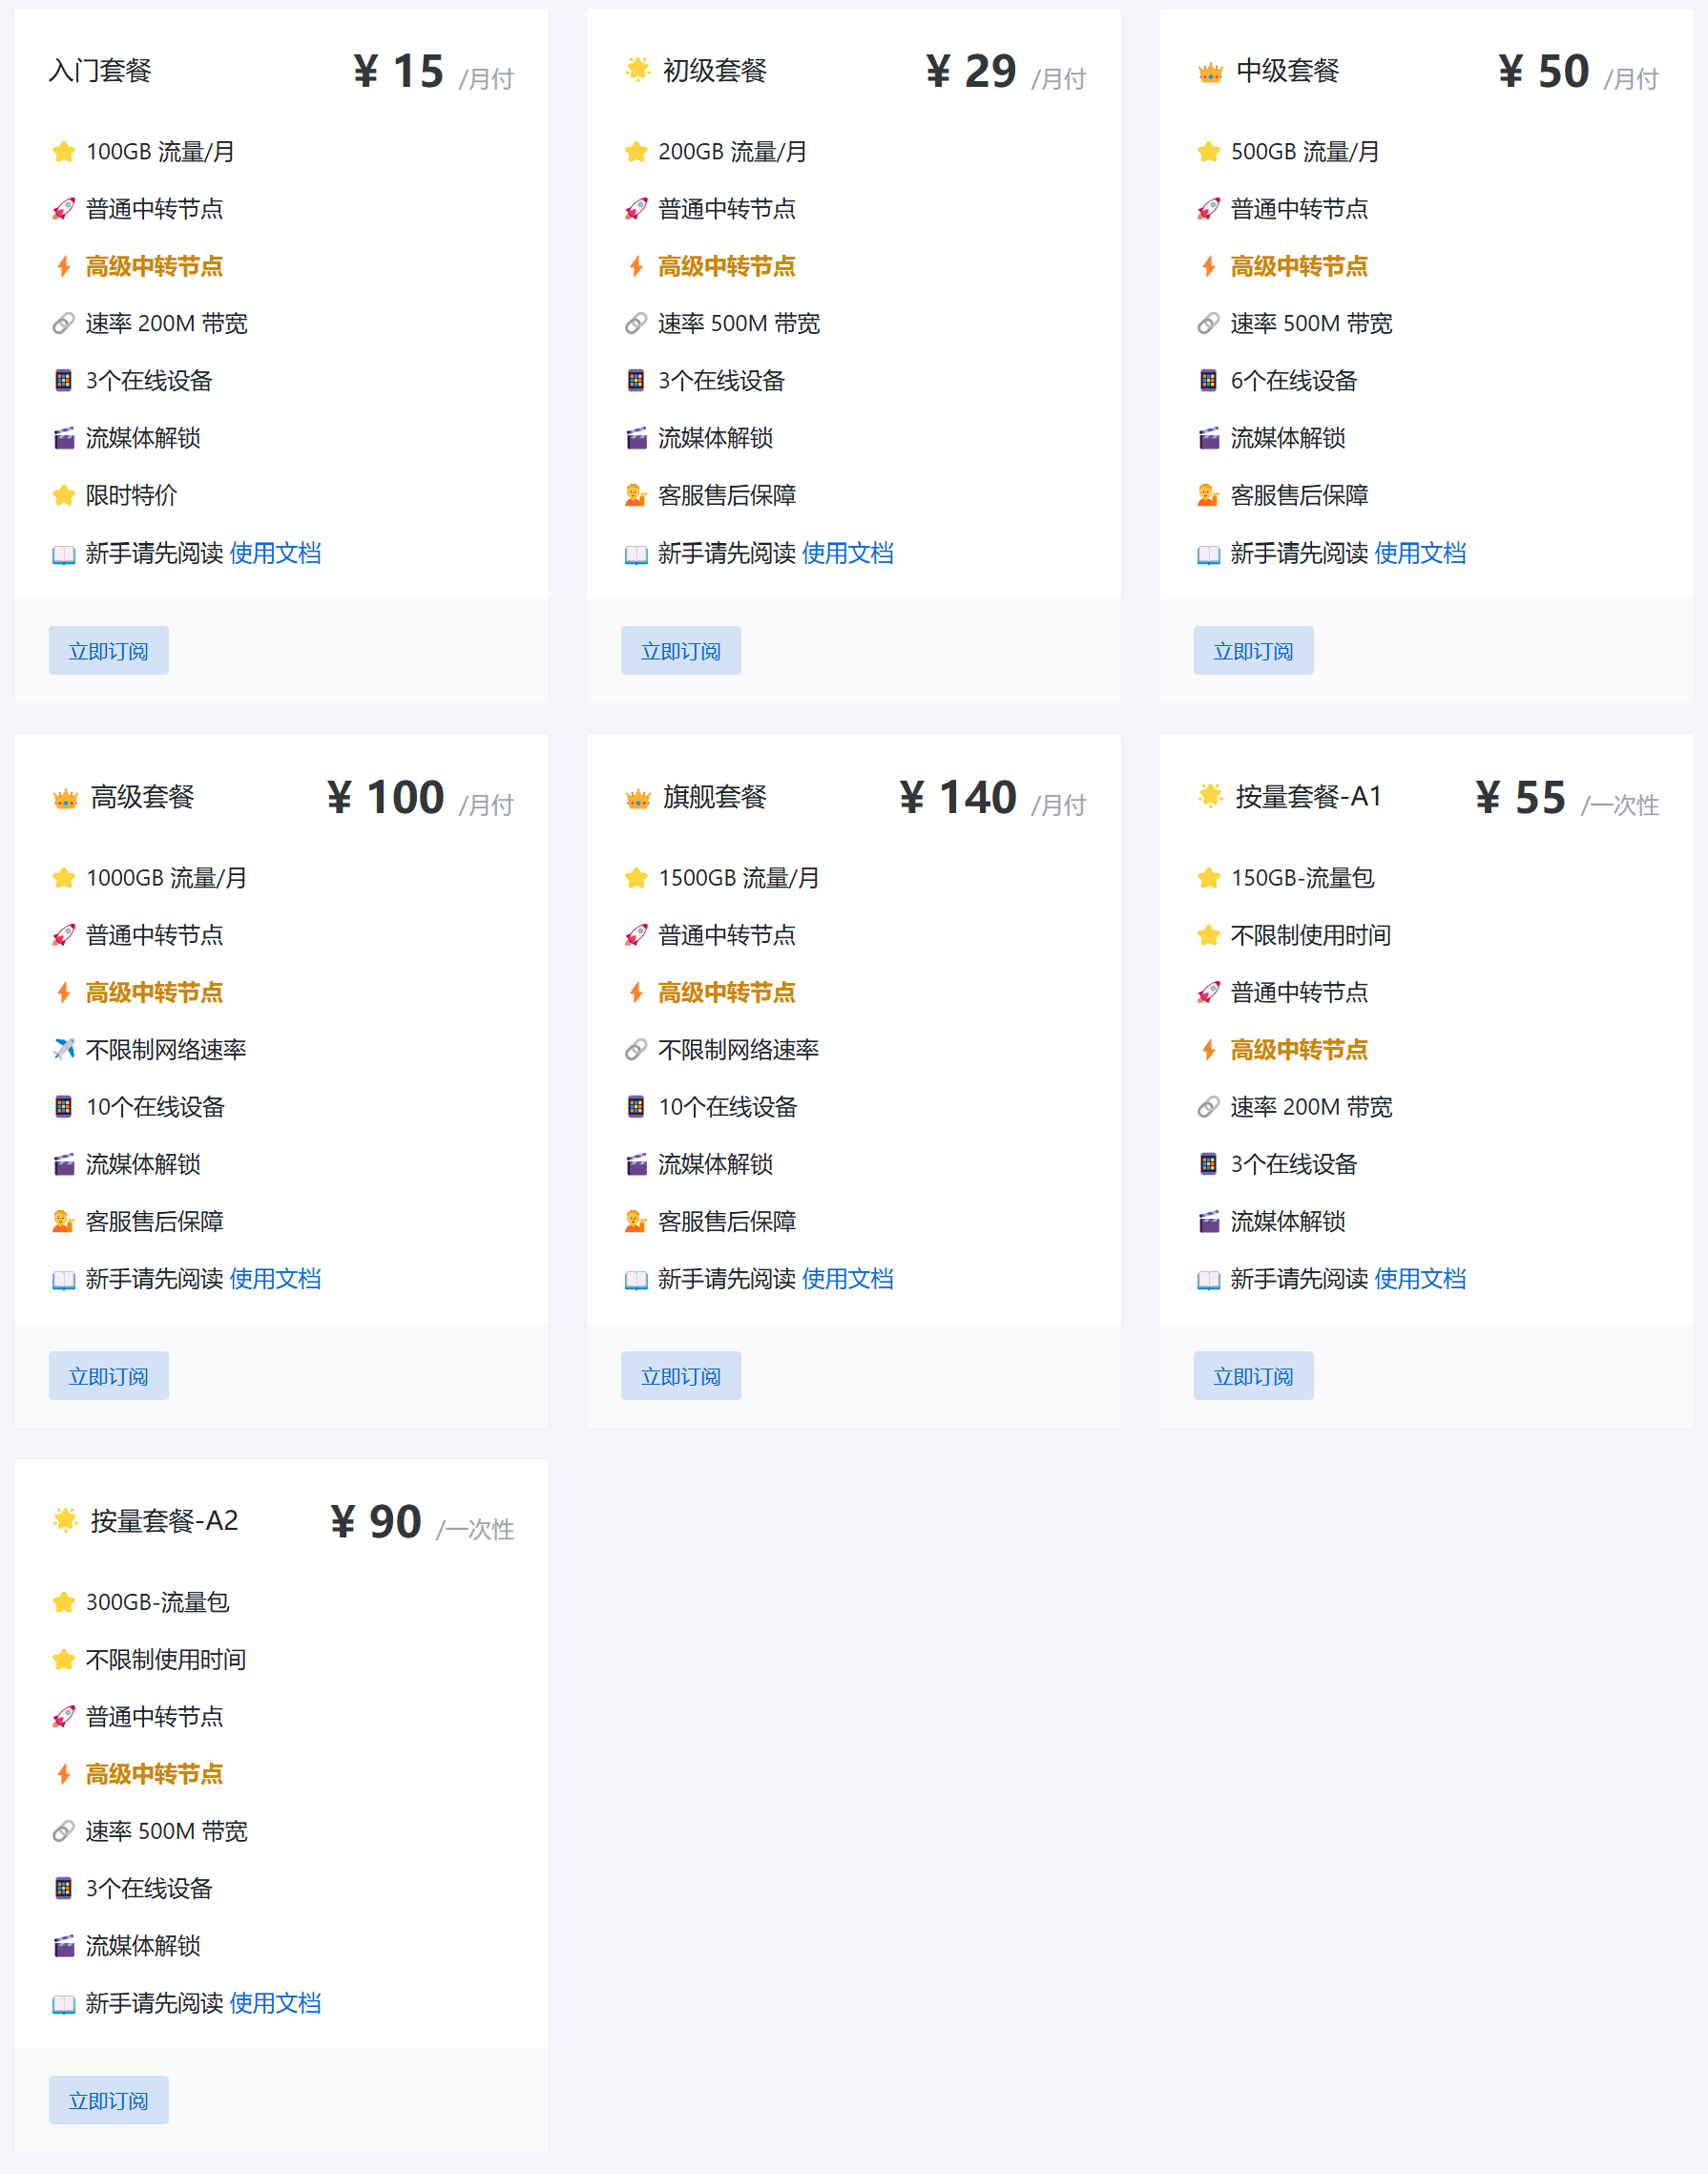 入门套餐 ¥ 15 /月付
100GB 流量/月
普通中转节点
高级中转节点
速率 200M 带宽
3个在线设备
流媒体解锁
限时特价
新手请先阅读 使用文档
立即订阅
初级套餐 ¥ 29 /月付
200GB 流量/月
普通中转节点
高级中转节点
速率 500M 带宽
3个在线设备
流媒体解锁
客服售后保障
新手请先阅读 使用文档
立即订阅
中级套餐 ¥ 50 /月付
500GB 流量/月
普通中转节点
高级中转节点
速率 500M 带宽
6个在线设备
流媒体解锁
客服售后保障
新手请先阅读 使用文档
立即订阅
高级套餐 ¥ 100 /月付
1000GB 流量/月
普通中转节点
高级中转节点
不限制网络速率
10个在线设备
流媒体解锁
客服售后保障
新手请先阅读 使用文档
立即订阅
旗舰套餐 ¥ 140 /月付
1500GB 流量/月
普通中转节点
高级中转节点
不限制网络速率
10个在线设备
流媒体解锁
客服售后保障
新手请先阅读 使用文档
立即订阅
按量套餐-A1 ¥ 55 /一次性
150GB-流量包
不限制使用时间
普通中转节点
高级中转节点
速率 200M 带宽
3个在线设备
流媒体解锁
新手请先阅读 使用文档
立即订阅
按量套餐-A2 ¥ 90 /一次性
300GB-流量包
不限制使用时间
普通中转节点
高级中转节点
速率 500M 带宽
3个在线设备
流媒体解锁
新手请先阅读 使用文档
立即订阅